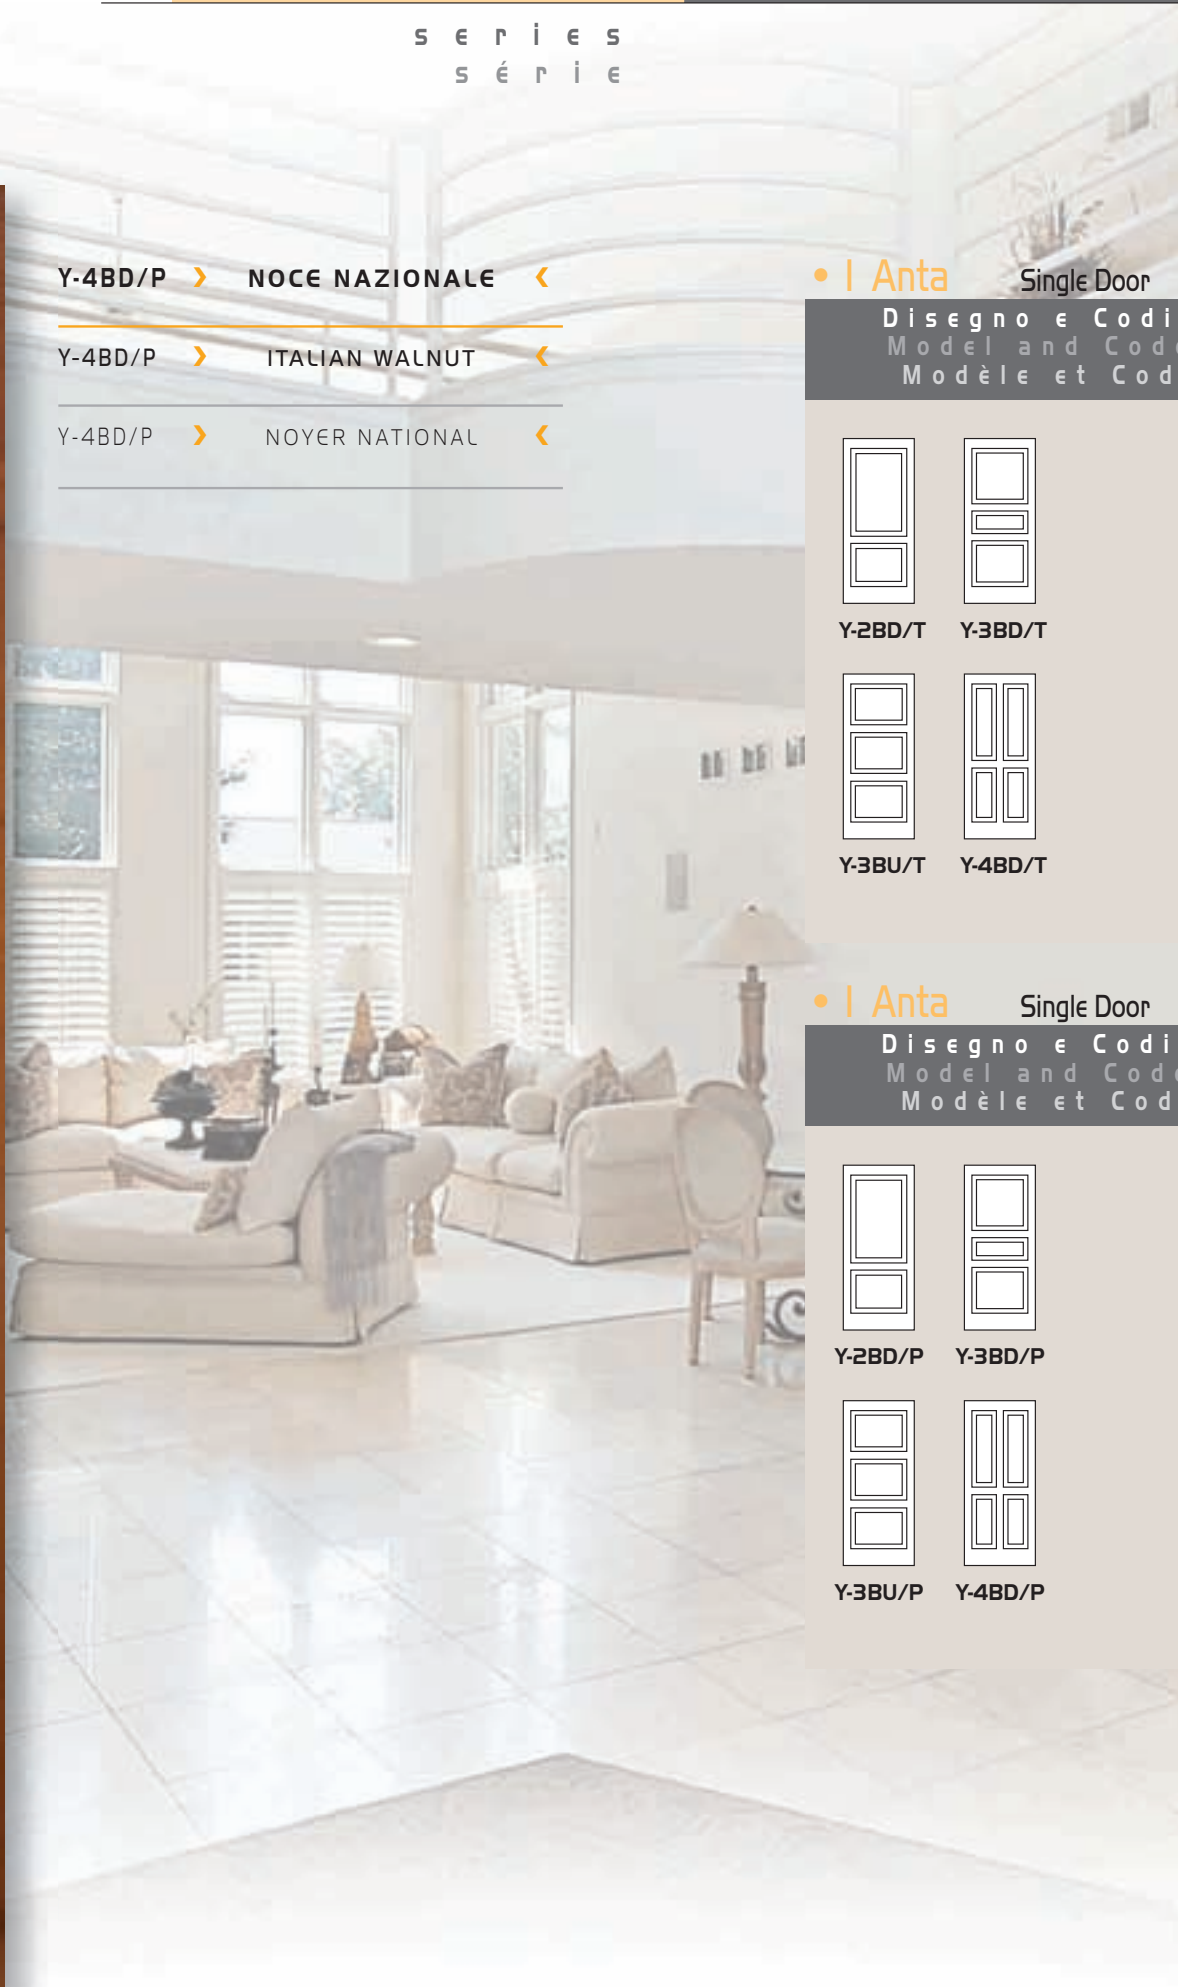 series
série
Y-4BD/P › NOCE NAZIONALE ‹
Y-4BD/P › ITALIAN WALNUT ‹
Y-4BD/P › NOYER NATIONAL ‹
• 1 Anta Single Door
Disegno e Codi
Model and Code
Modèle et Cod
Y-2BD/T Y-3BD/T
Y-3BU/T Y-4BD/T
• 1 Anta Single Door
Disegno e Codi
Model and Code
Modèle et Cod
Y-2BD/P Y-3BD/P
Y-3BU/P Y-4BD/P